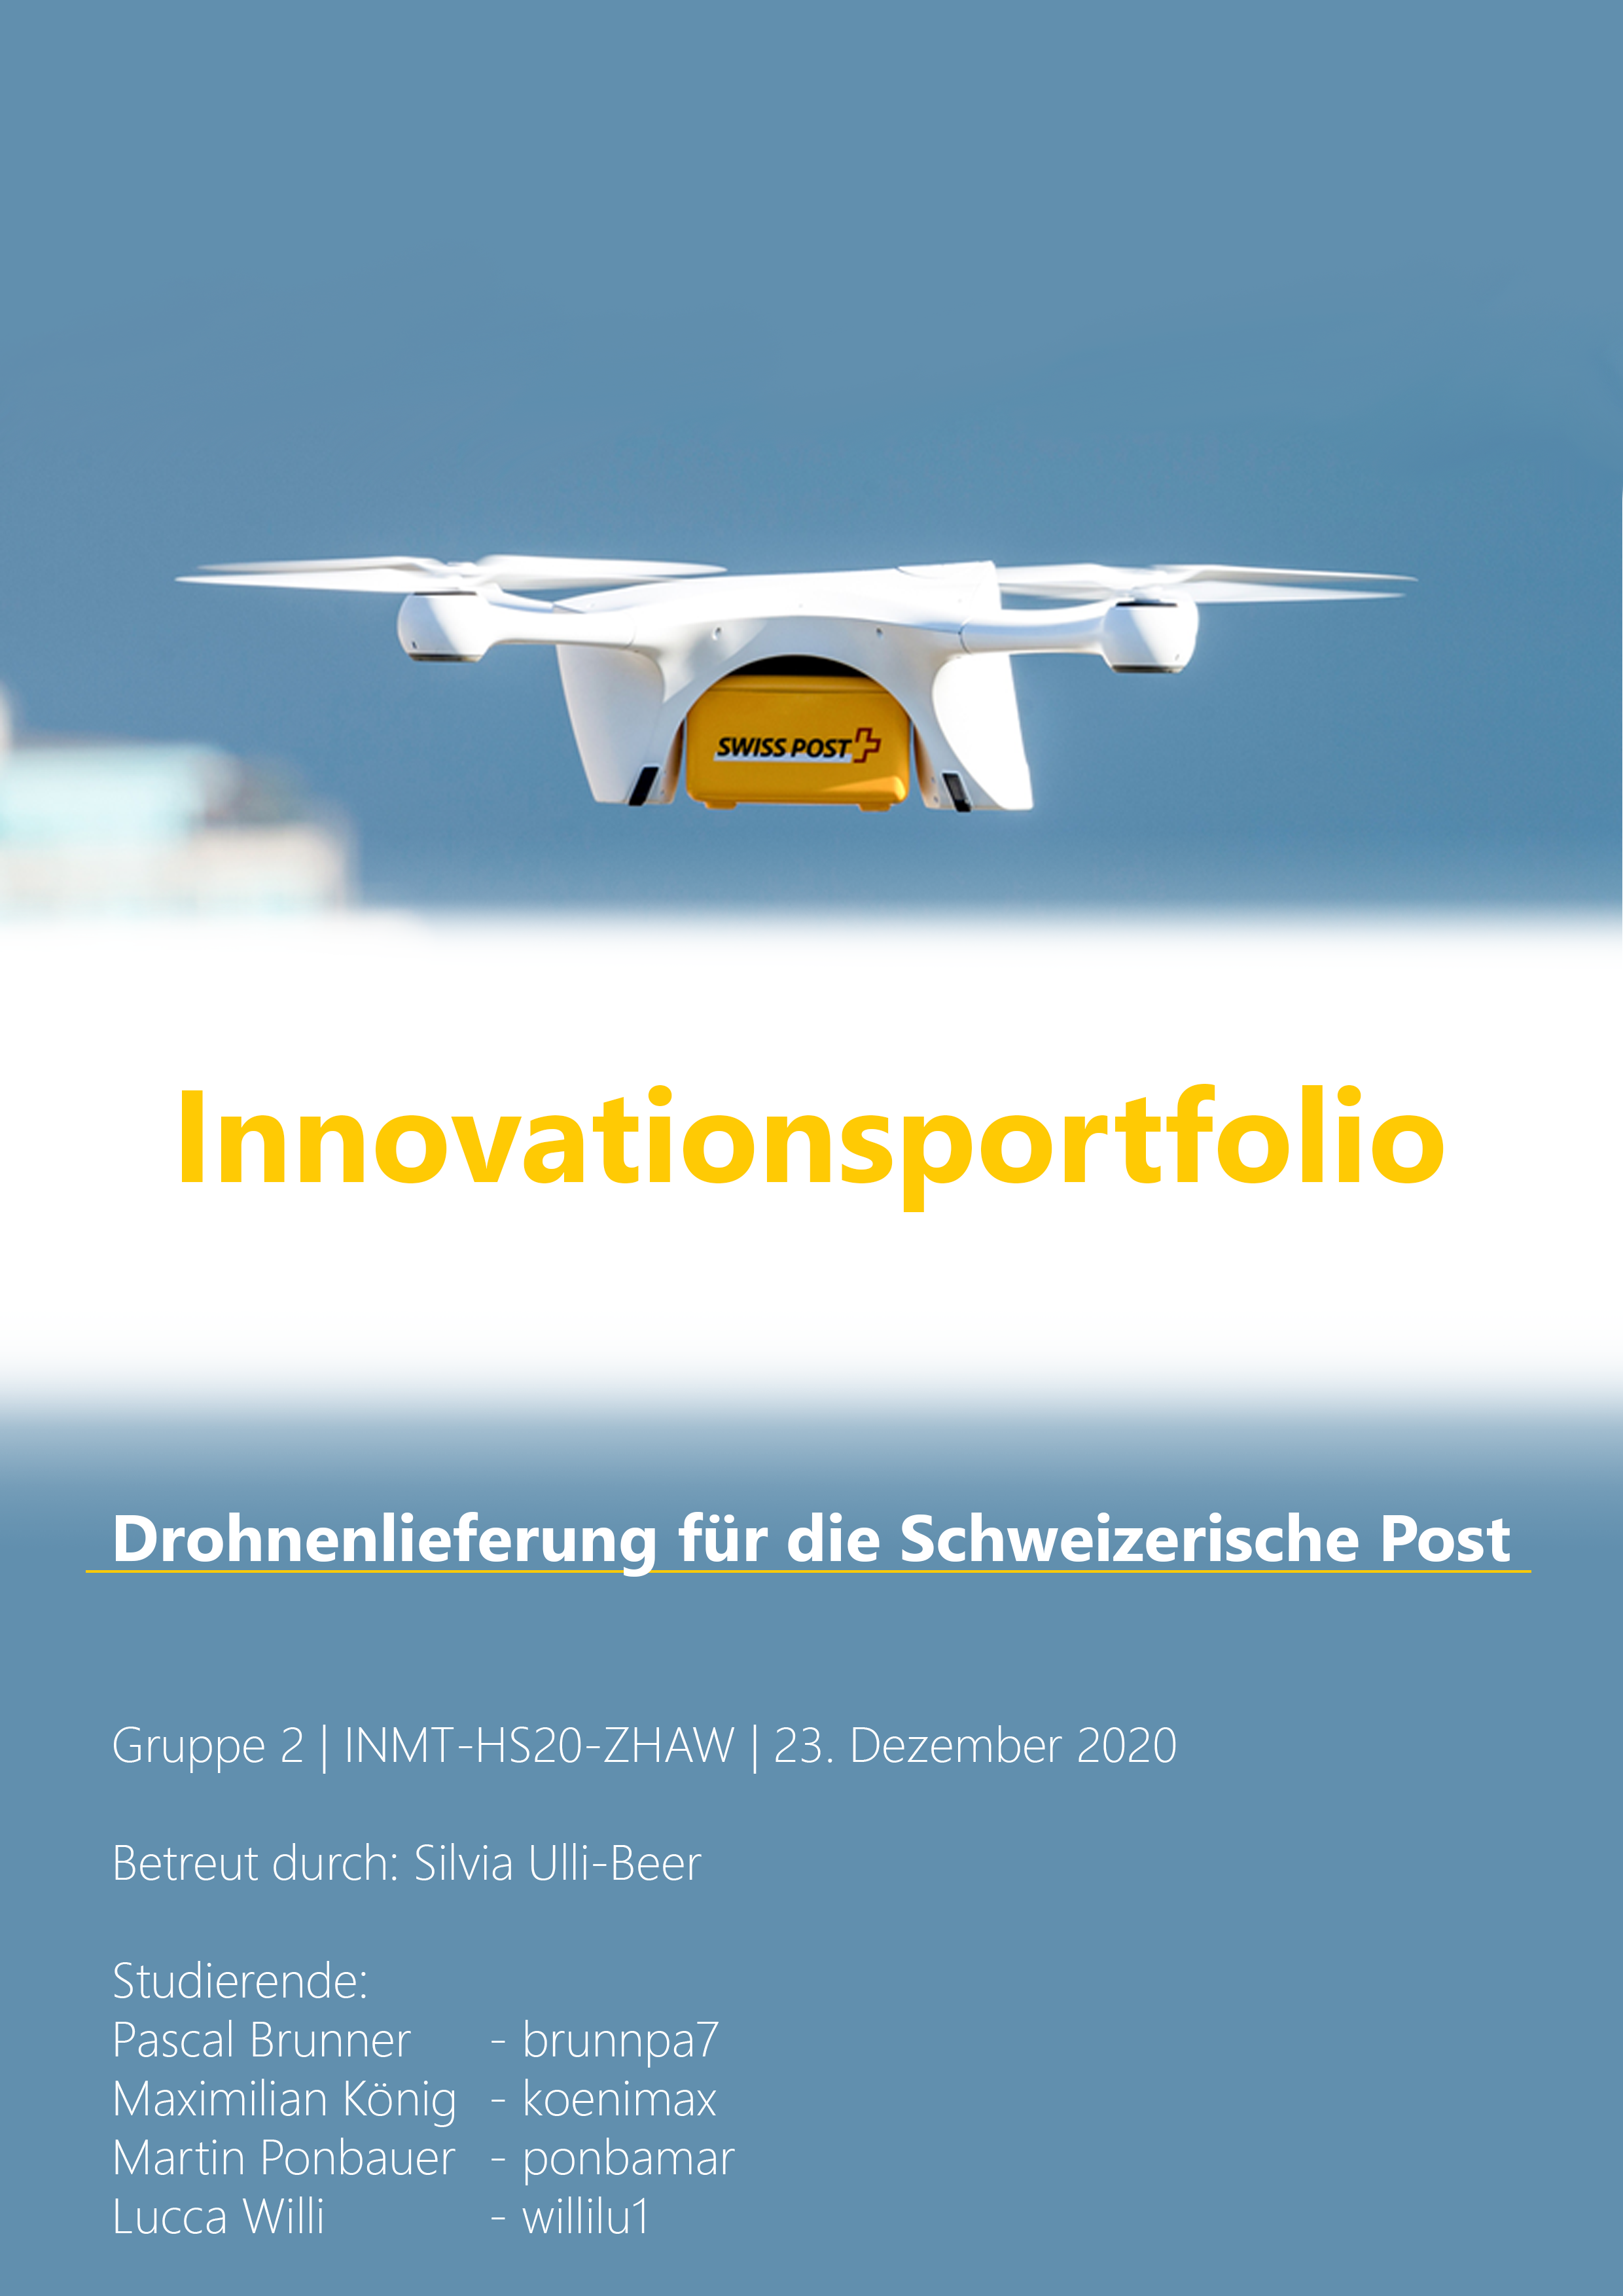 SWISS POST
Innovationsportfolio
Drohnenlieferung für die Schweizerische Post
Gruppe 2 | INMT-HS20-ZHAW | 23. Dezember 2020
Betreut durch: Silvia Ulli-Beer
Studierende:
Pascal Brunner - brunnpa7
Maximilian König - koenimax
Martin Ponbauer - ponbamar
Lucca Willi - willilu1